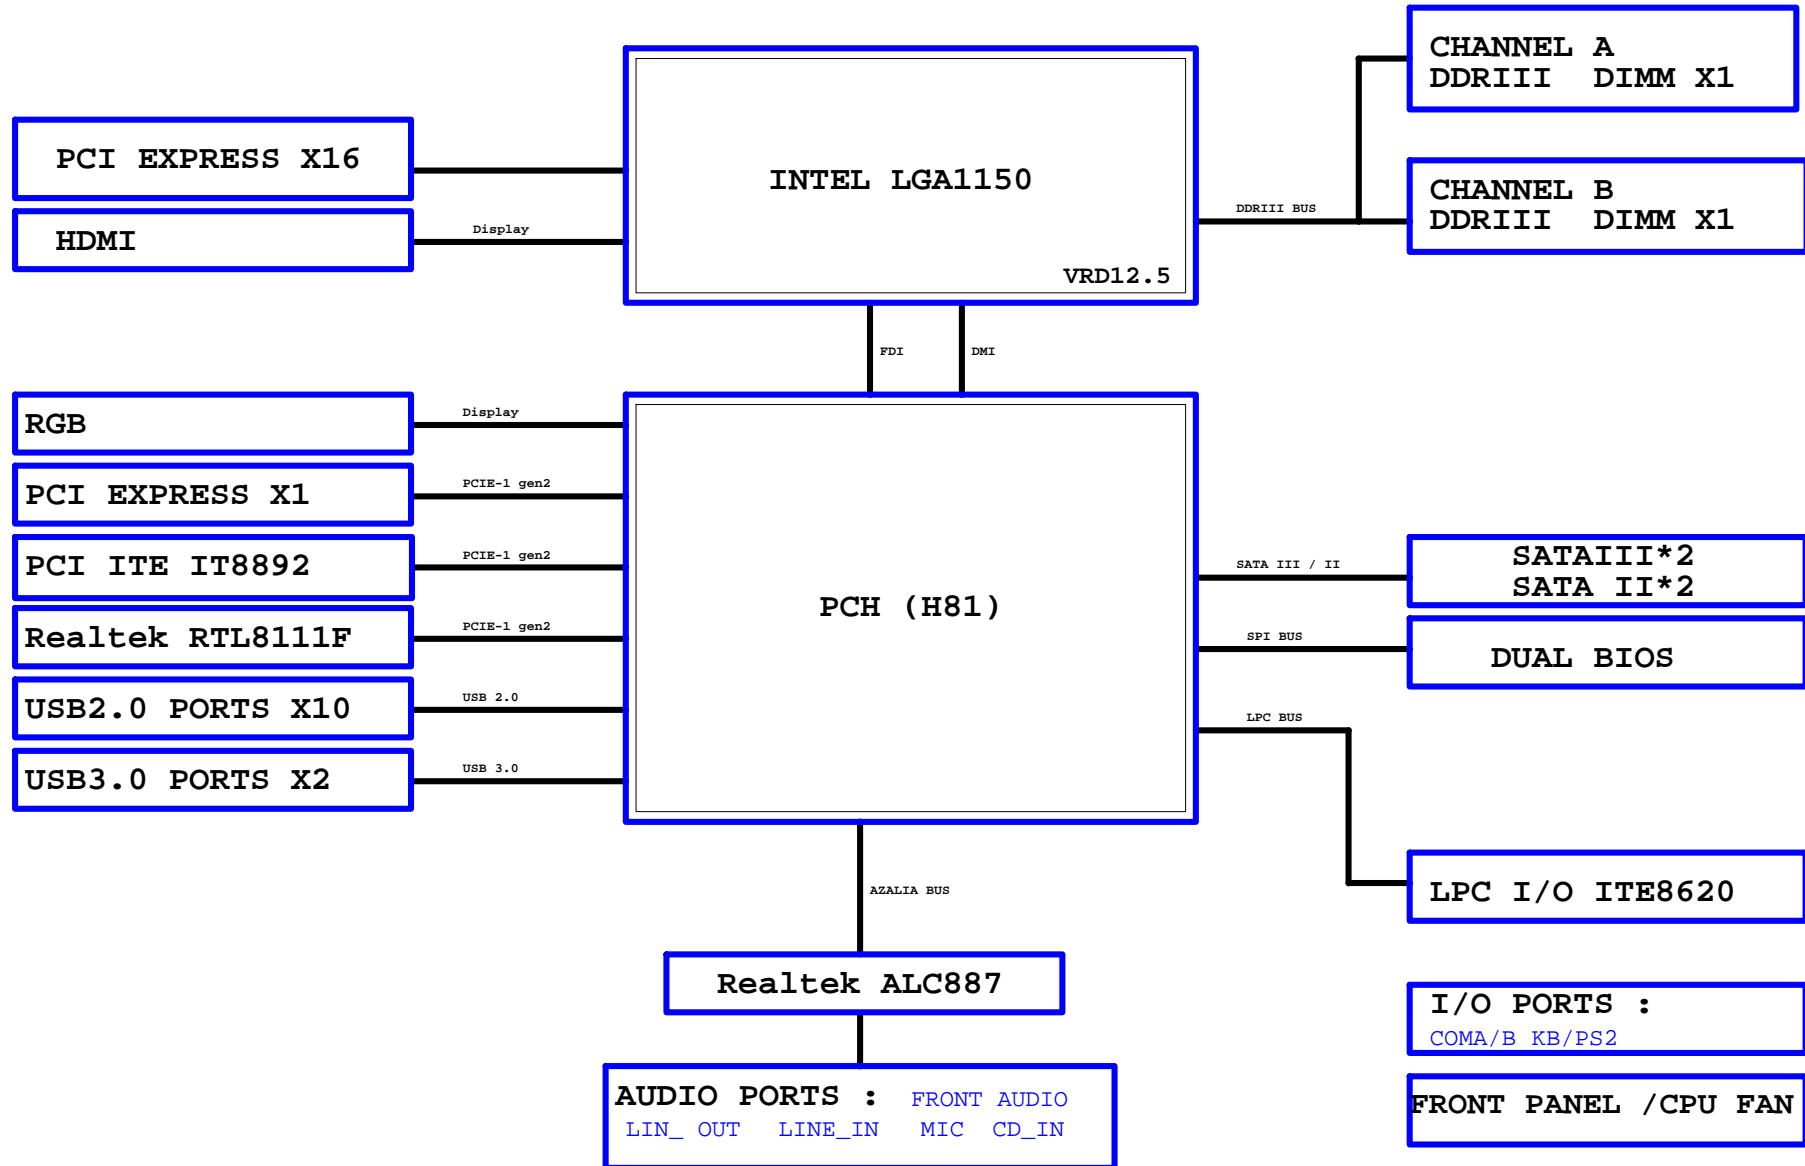 CHANNEL A
DDRIII DIMM X1
PCI EXPRESS X16
INTEL LGA1150
CHANNEL B
DDRIII DIMM X1
DDRIII BUS
HDMI
Display
VRD12.5
FDI
DMI
RGB
Display
PCI EXPRESS X1
PCIE-1 gen2
PCI ITE IT8892
PCIE-1 gen2
Realtek RTL8111F
PCIE-1 gen2
USB2.0 PORTS X10
USB 2.0
USB3.0 PORTS X2
USB 3.0
PCH (H81)
SATA III / II
SATAIII*2
SATA II*2
SPI BUS
DUAL BIOS
LPC BUS
LPC I/O ITE8620
AZALIA BUS
Realtek ALC887
I/O PORTS :
COMA/B KB/PS2
AUDIO PORTS : FRONT AUDIO
LIN_ OUT LINE_IN MIC CD_IN
FRONT PANEL /CPU FAN